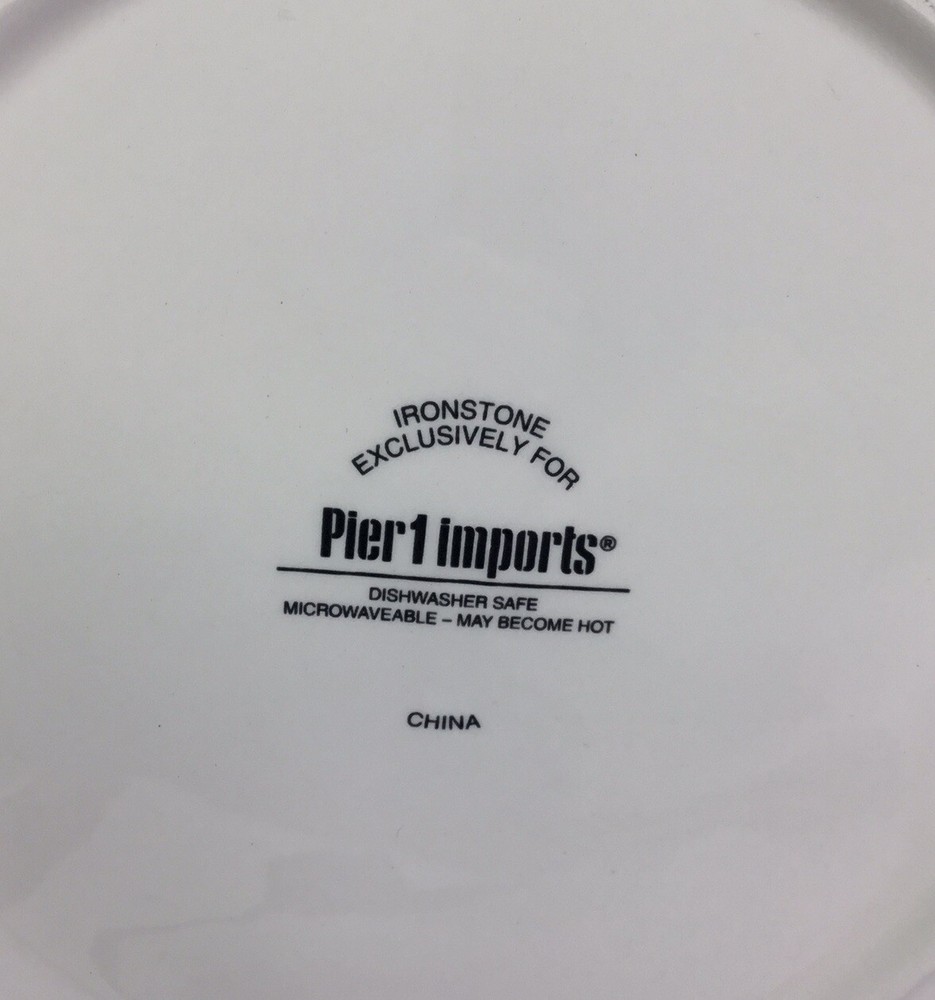 IRONSTONE
EXCLUSIVELY FOR
Pier1 imports®
DISHWASHER SAFE
MICROWAVEABLE – MAY BECOME HOT
CHINA